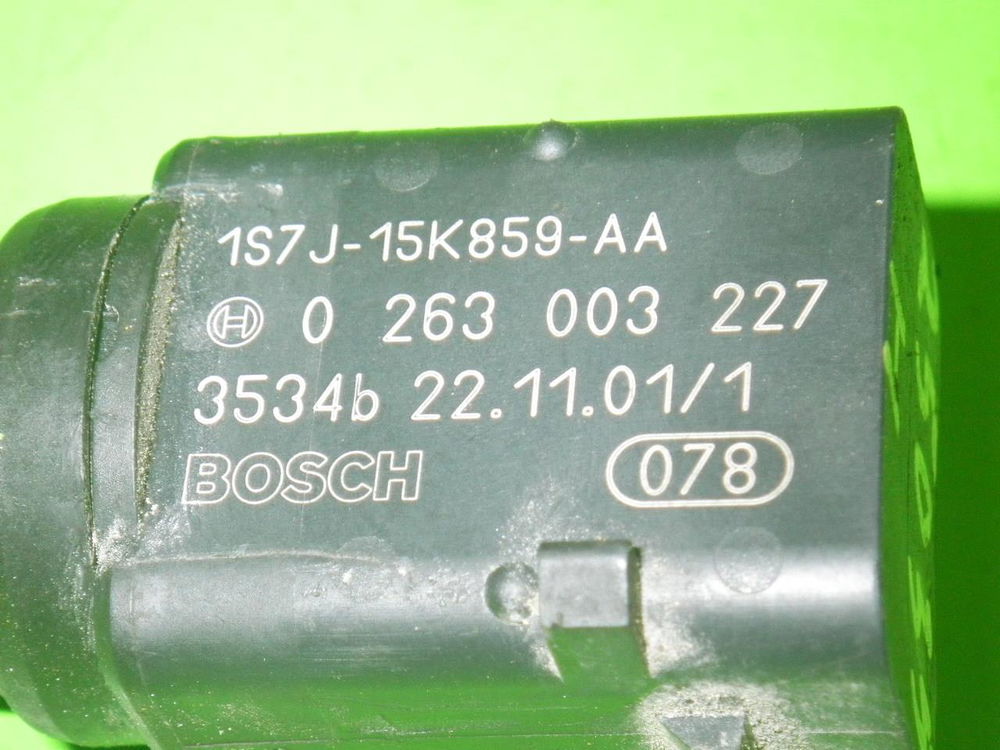 1S7J-15K859-AA
0 263 003 227
3534b 22.11.01/1
BOSCH 078